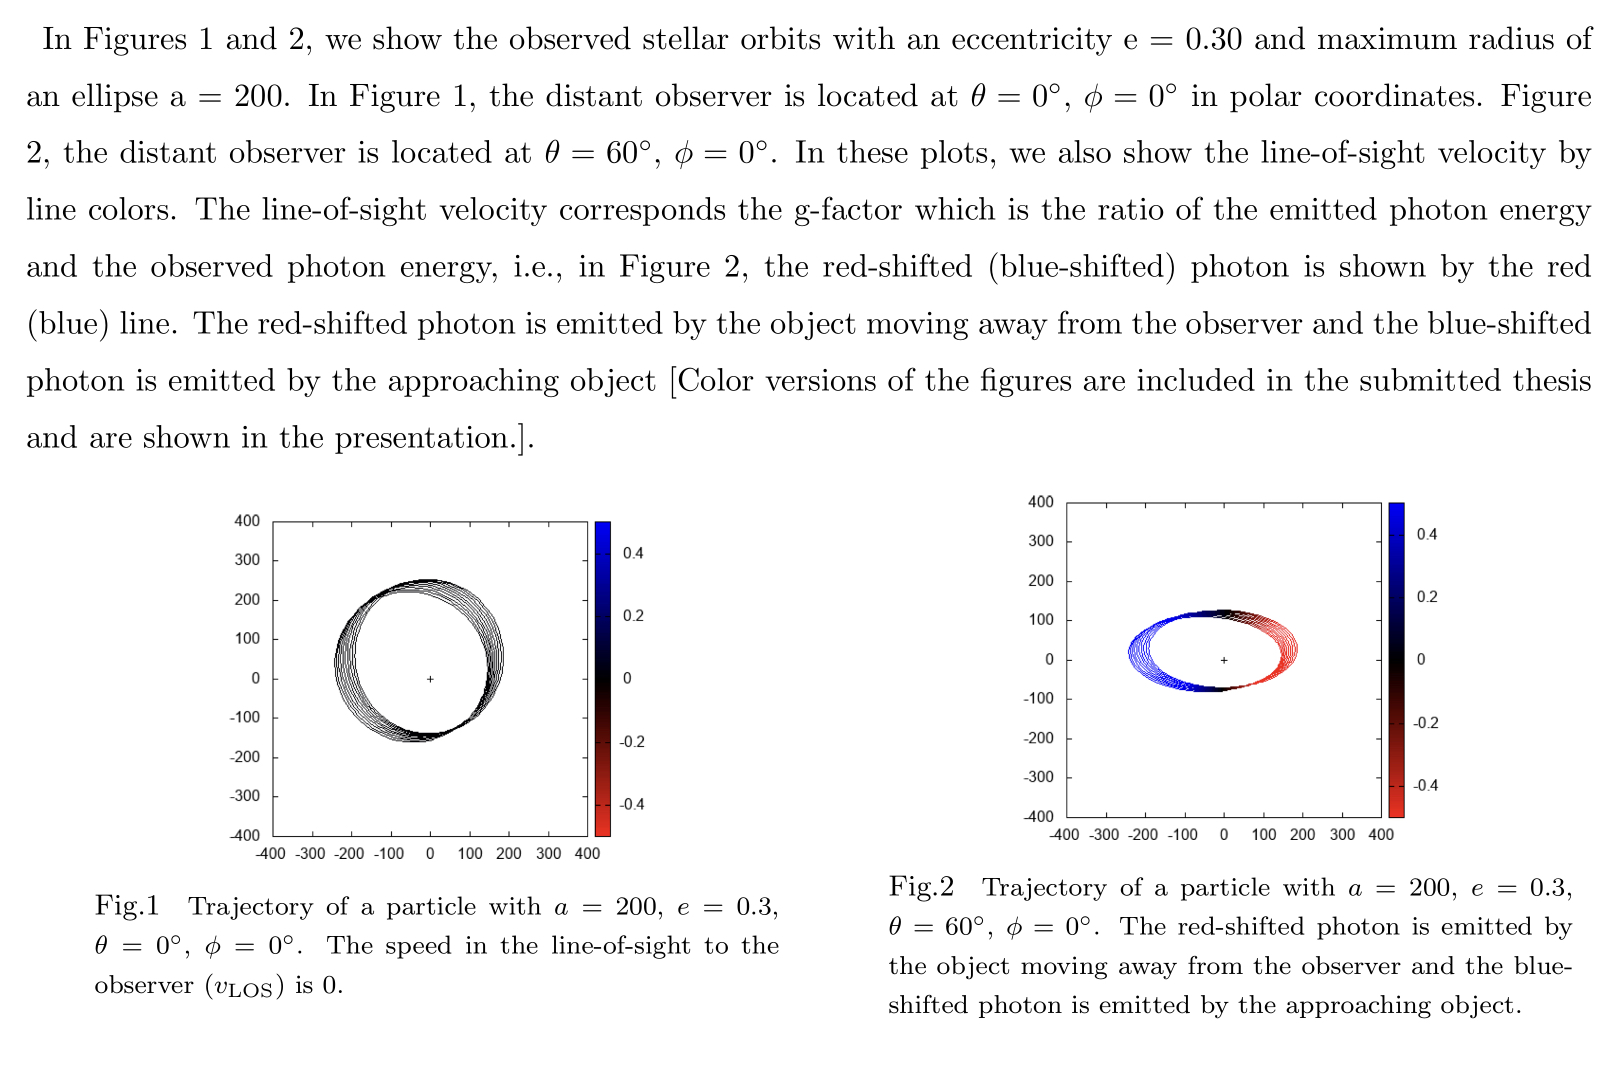 In Figures 1 and 2, we show the observed stellar orbits with an eccentricity e = 0.30 and maximum radius of
an ellipse a = 200. In Figure 1, the distant observer is located at θ = 0°, ϕ = 0° in polar coordinates. Figure
2, the distant observer is located at θ = 60°, ϕ = 0°. In these plots, we also show the line-of-sight velocity by
line colors. The line-of-sight velocity corresponds the g-factor which is the ratio of the emitted photon energy
and the observed photon energy, i.e., in Figure 2, the red-shifted (blue-shifted) photon is shown by the red
(blue) line. The red-shifted photon is emitted by the object moving away from the observer and the blue-shifted
photon is emitted by the approaching object [Color versions of the figures are included in the submitted thesis
and are shown in the presentation.].
400
300
200
100
0
-100
-200
-300
-400
-400 -300 -200 -100 0 100 200 300 400
0.4
0.2
0
-0.2
-0.4
Fig.1 Trajectory of a particle with a = 200, e = 0.3,
θ = 0°, ϕ = 0°. The speed in the line-of-sight to the
observer (vLOS) is 0.
400
300
200
100
0
-100
-200
-300
-400
-400 -300 -200 -100 0 100 200 300 400
0.4
0.2
0
-0.2
-0.4
Fig.2 Trajectory of a particle with a = 200, e = 0.3,
θ = 60°, ϕ = 0°. The red-shifted photon is emitted by
the object moving away from the observer and the blue-
shifted photon is emitted by the approaching object.